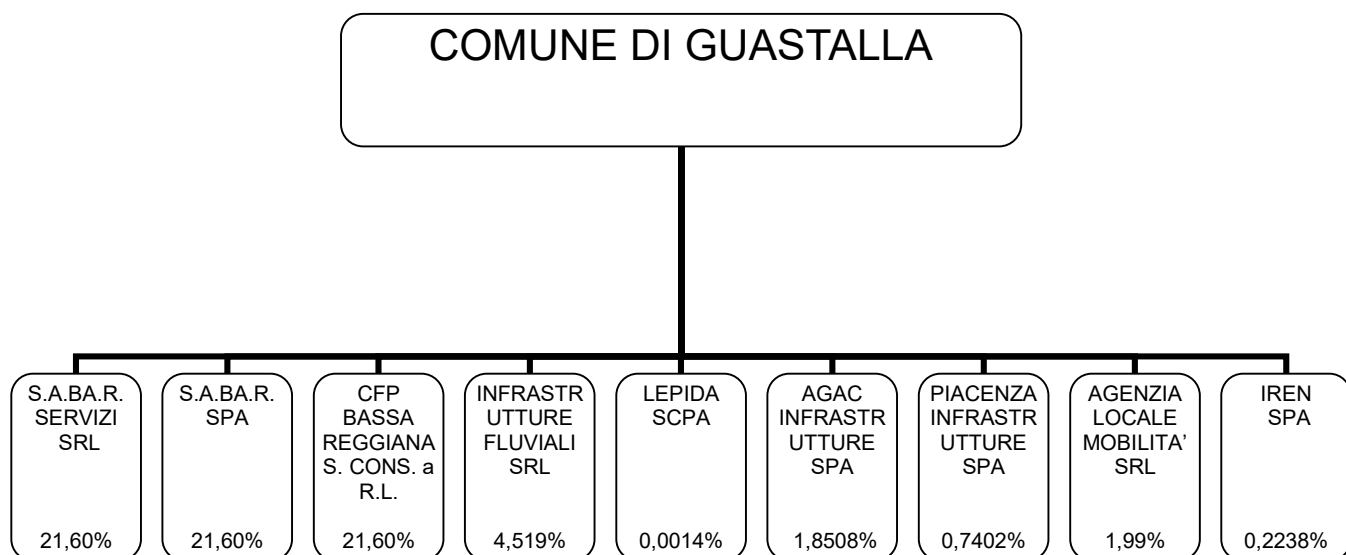 COMUNE DI GUASTALLA
S.A.BA.R.
SERVIZI
SRL
21,60%
S.A.BA.R.
SPA
21,60%
CFP
BASSA
REGGIANA
S. CONS. a
R.L.
21,60%
INFRASTR
UTTURE
FLUVIALI
SRL
4,519%
LEPIDA
SCPA
0,0014%
AGAC
INFRASTR
UTTURE
SPA
1,8508%
PIACENZA
INFRASTR
UTTURE
SPA
0,7402%
AGENZIA
LOCALE
MOBILITA’
SRL
1,99%
IREN
SPA
0,2238%